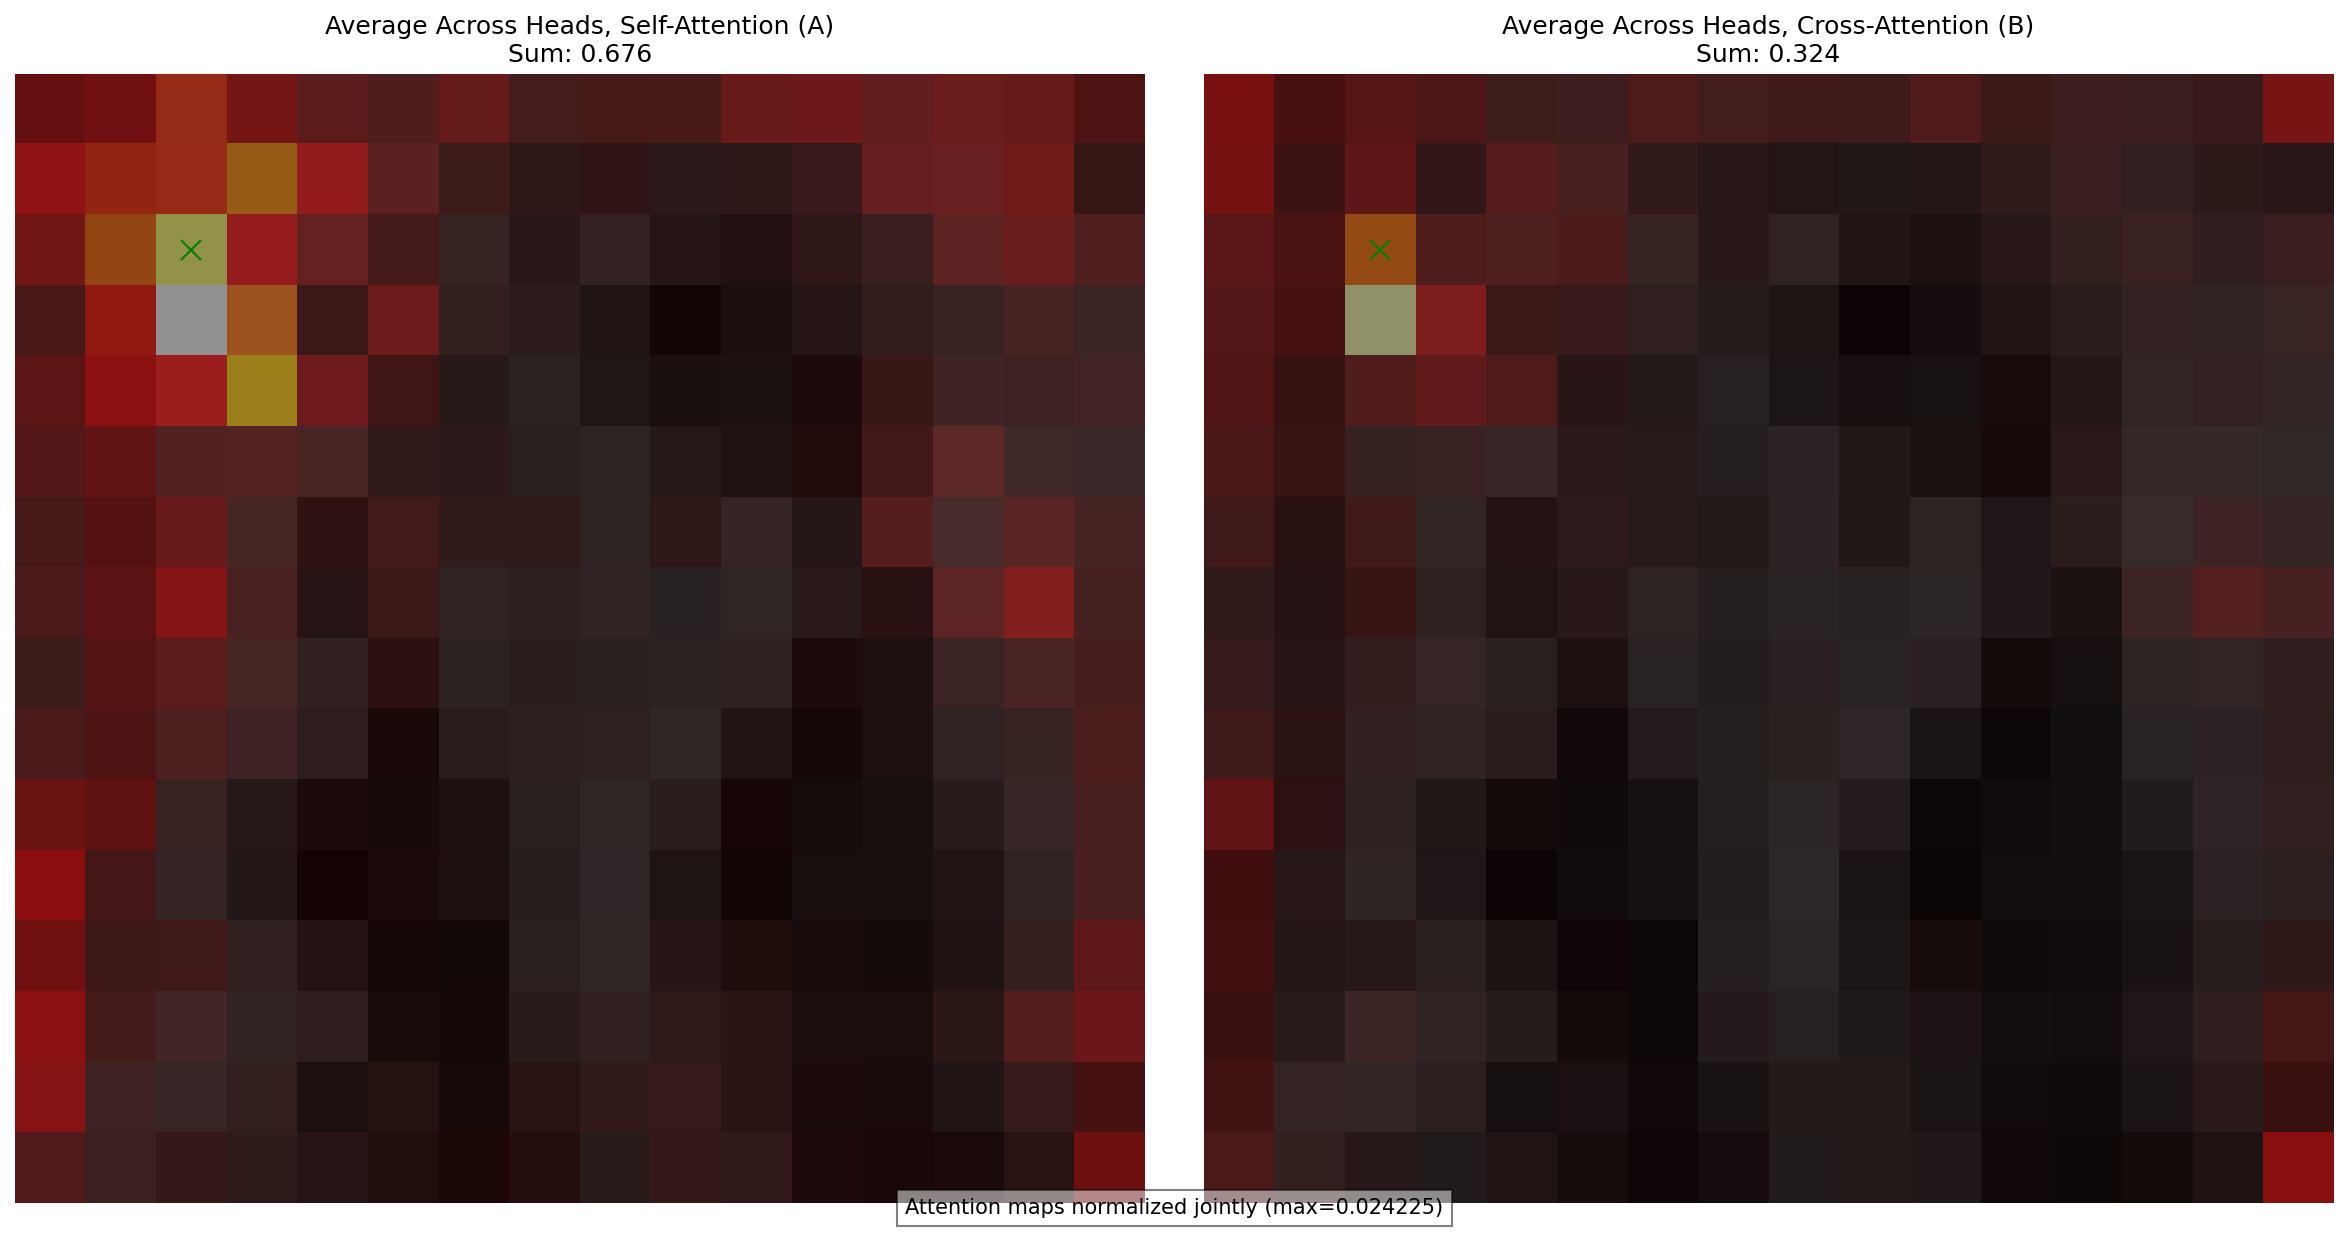 Average Across Heads, Self-Attention (A)
Sum: 0.676
Average Across Heads, Cross-Attention (B)
Sum: 0.324
Attention maps normalized jointly (max=0.024225)